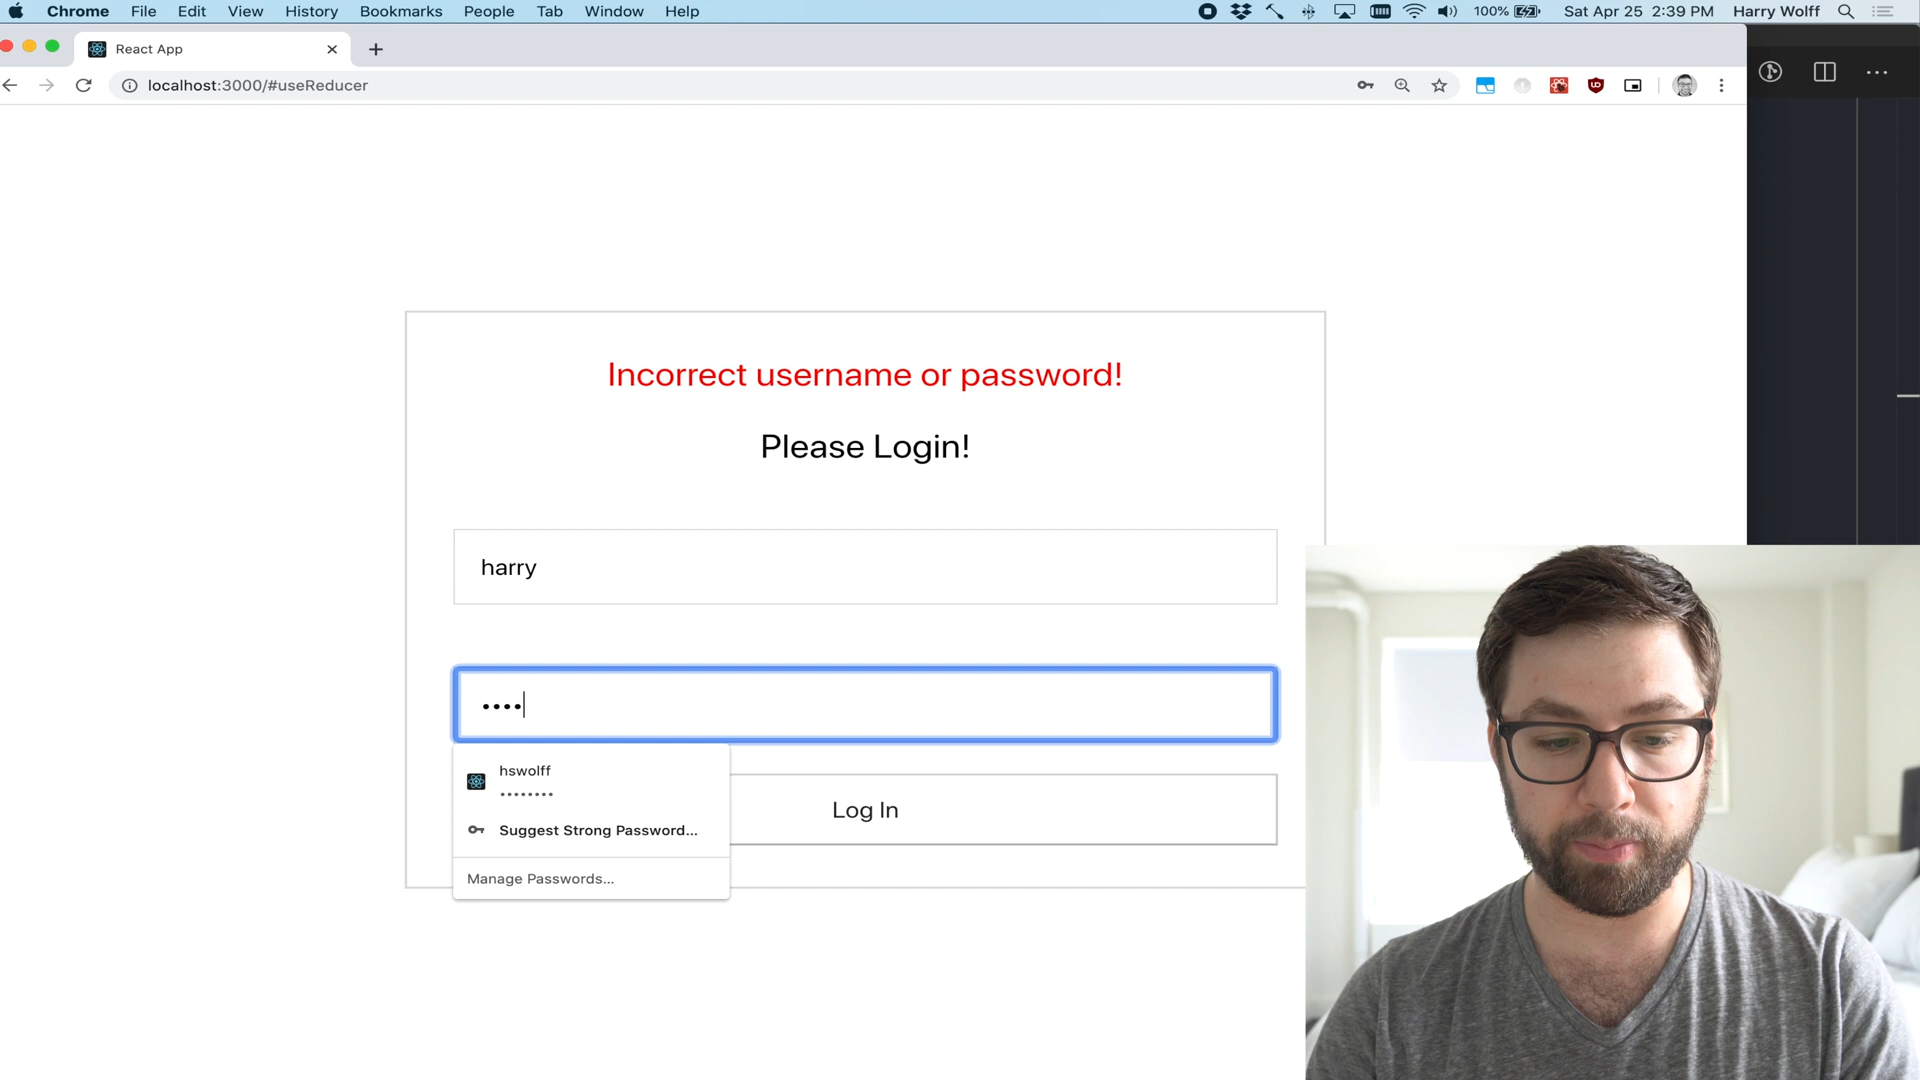 Chrome File Edit View History Bookmarks People Tab Window Help 100% Sat Apr 25 2:39 PM Harry Wolff
React App
localhost:3000/#useReducer
Incorrect username or password!
Please Login!
harry
••••
hswolff
••••••••
Suggest Strong Password...
Log In
Manage Passwords...